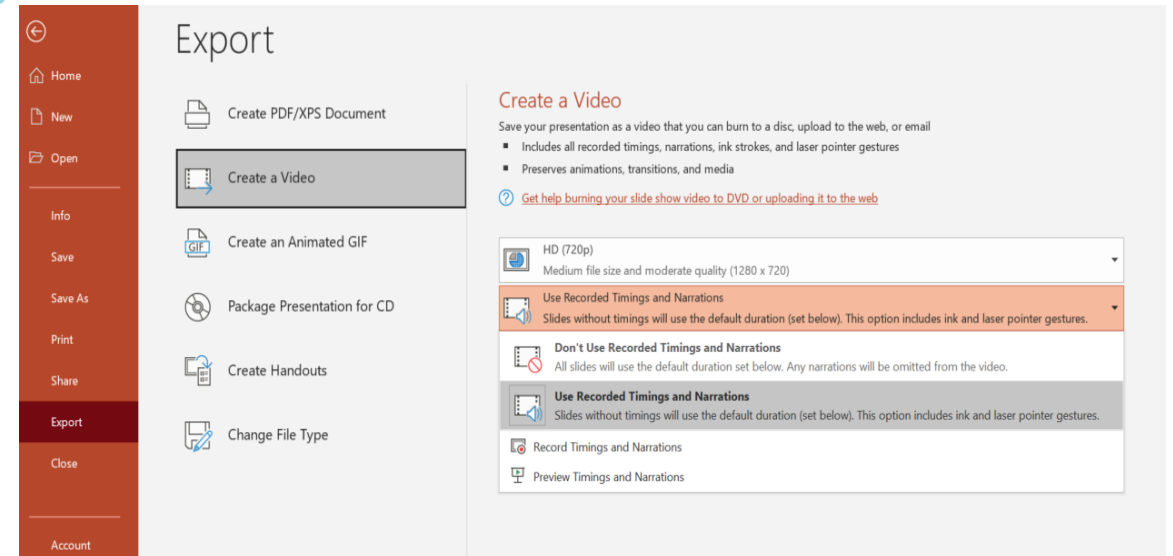 Export
Home
New
Open
Info
Save
Save As
Print
Share
Export
Close
Account
Create PDF/XPS Document
Create a Video
Create an Animated GIF
GIF
Package Presentation for CD
Create Handouts
Change File Type
Create a Video
Save your presentation as a video that you can burn to a disc, upload to the web, or email
Includes all recorded timings, narrations, ink strokes, and laser pointer gestures
Preserves animations, transitions, and media
Get help burning your slide show video to DVD or uploading it to the web
HD (720p)
Medium file size and moderate quality (1280 x 720)
Use Recorded Timings and Narrations
Slides without timings will use the default duration (set below). This option includes ink and laser pointer gestures.
Don't Use Recorded Timings and Narrations
All slides will use the default duration set below. Any narrations will be omitted from the video.
Use Recorded Timings and Narrations
Slides without timings will use the default duration (set below). This option includes ink and laser pointer gestures.
Record Timings and Narrations
Preview Timings and Narrations